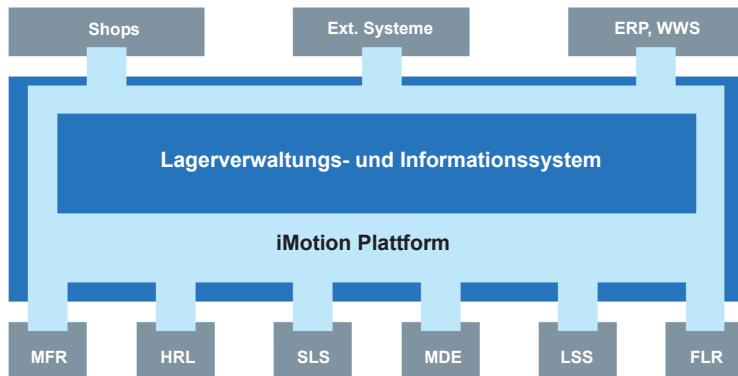 Shops
Ext. Systeme
ERP, WWS
Lagerverwaltungs- und Informationssystem
iMotion Plattform
MFR
HRL
SLS
MDE
LSS
FLR